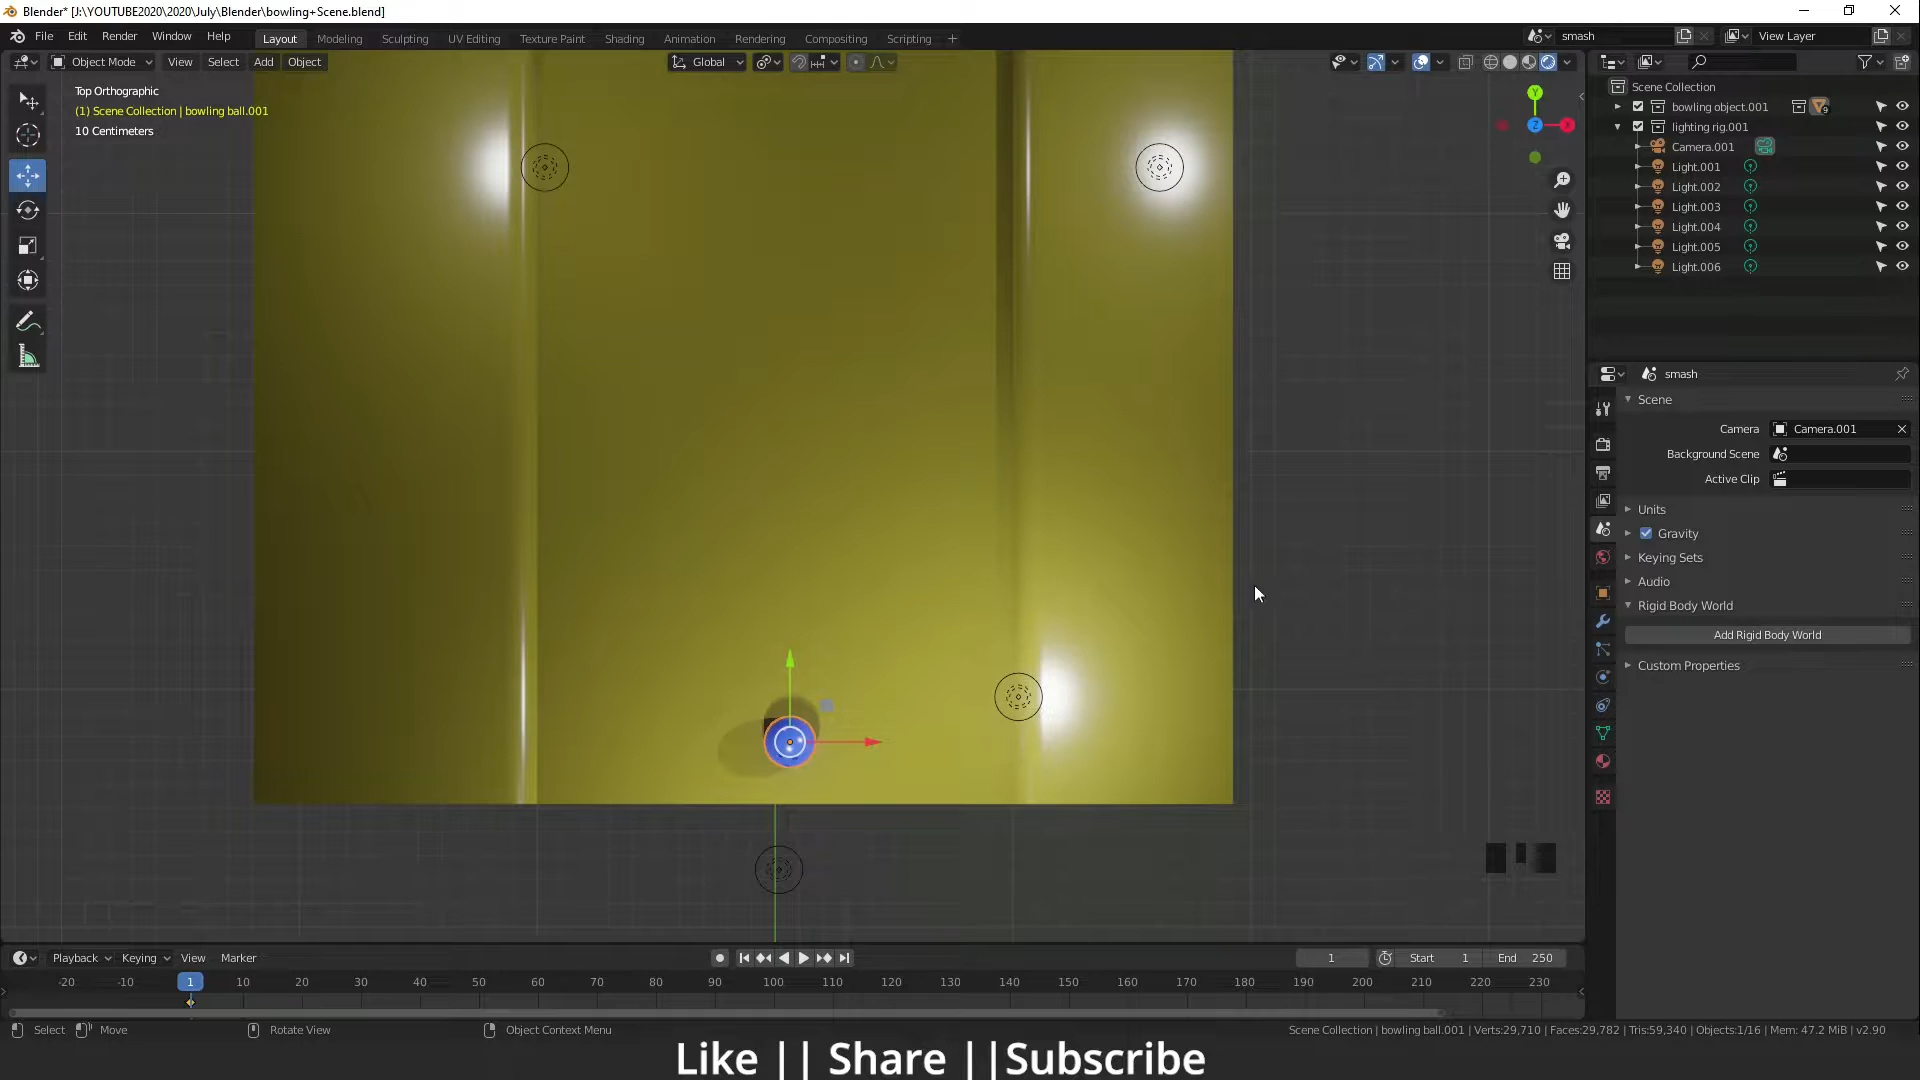 Blender* [J:\YOUTUBE2020\2020\July\Blender\bowling+Scene.blend]
File Edit Render Window Help Layout Modeling Sculpting UV Editing Texture Paint Shading Animation Rendering Compositing Scripting + smash View Layer
Object Mode View Select Add Object Global
Top Orthographic
(1) Scene Collection | bowling ball.001
10 Centimeters
Y
Z X
Scene Collection
bowling object.001 9
lighting rig.001
Camera.001
Light.001
Light.002
Light.003
Light.004
Light.005
Light.006
smash
Scene
Camera Camera.001
Background Scene
Active Clip
Units
Gravity
Keying Sets
Audio
Rigid Body World
Add Rigid Body World
Custom Properties
Playback Keying View Marker 1 Start 1 End 250
-20 -10 1 10 20 30 40 50 60 70 80 90 100 110 120 130 140 150 160 170 180 190 200 210 220 230
Select Move Rotate View Object Context Menu Scene Collection | bowling ball.001 | Verts:29,710 | Faces:29,782 | Tris:59,340 | Objects:1/16 | Mem: 47.2 MiB | v2.90
Like || Share ||Subscribe